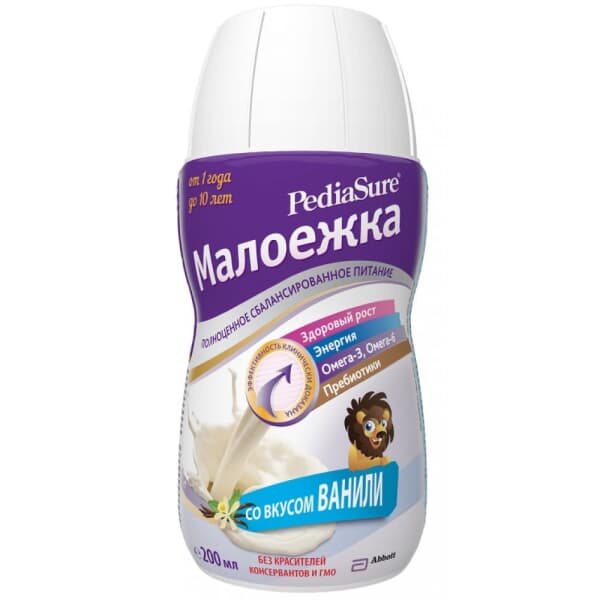 от 1 года
до 10 лет
PediaSure®
Малоежка
ПОЛНОЦЕННОЕ СБАЛАНСИРОВАННОЕ ПИТАНИЕ
Здоровый рост
Энергия
Омега-3, Омега-6
Пребиотики
ЭФФЕКТИВНОСТЬ КЛИНИЧЕСКИ ДОКАЗАНА
СО ВКУСОМ ВАНИЛИ
℮ 200 МЛ
БЕЗ КРАСИТЕЛЕЙ
КОНСЕРВАНТОВ И ГМО
Abbott